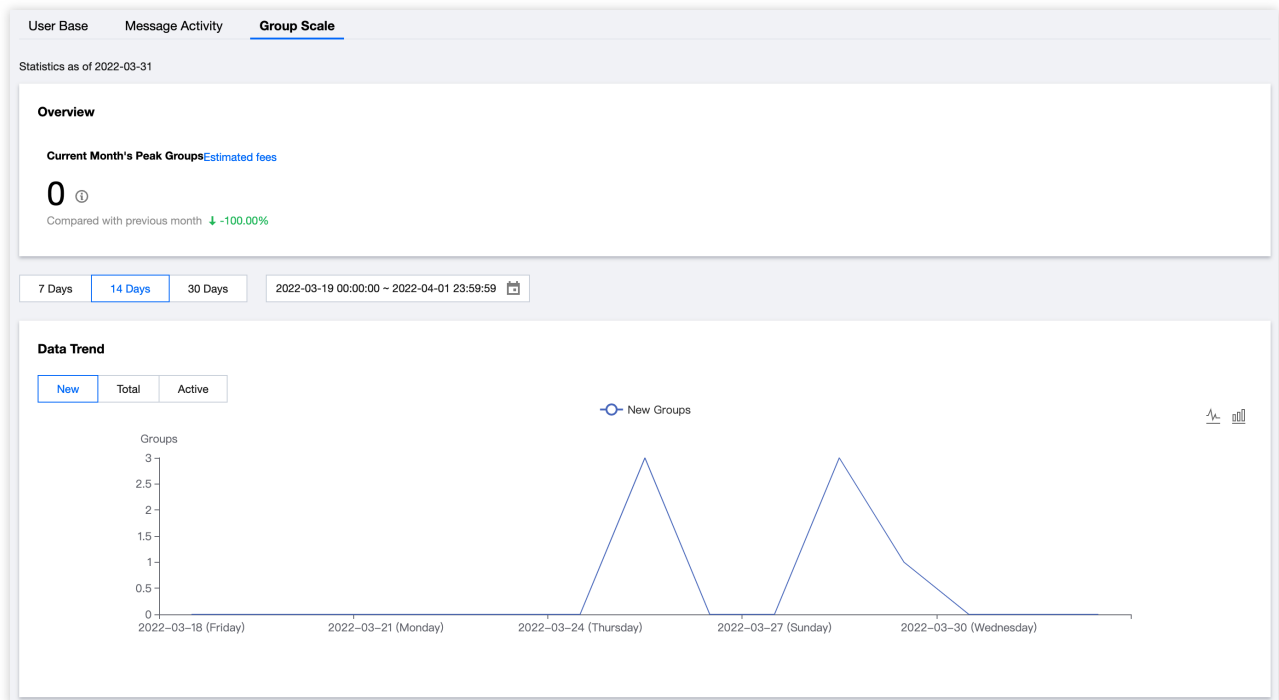 User Base Message Activity Group Scale
Statistics as of 2022-03-31
Overview
Current Month's Peak Groups Estimated fees
0
Compared with previous month ↓ -100.00%
7 Days 14 Days 30 Days 2022-03-19 00:00:00 ~ 2022-04-01 23:59:59
Data Trend
New Total Active
New Groups
Groups
3
2.5
2
1.5
1
0.5
0
2022-03-18 (Friday) 2022-03-21 (Monday) 2022-03-24 (Thursday) 2022-03-27 (Sunday) 2022-03-30 (Wednesday)